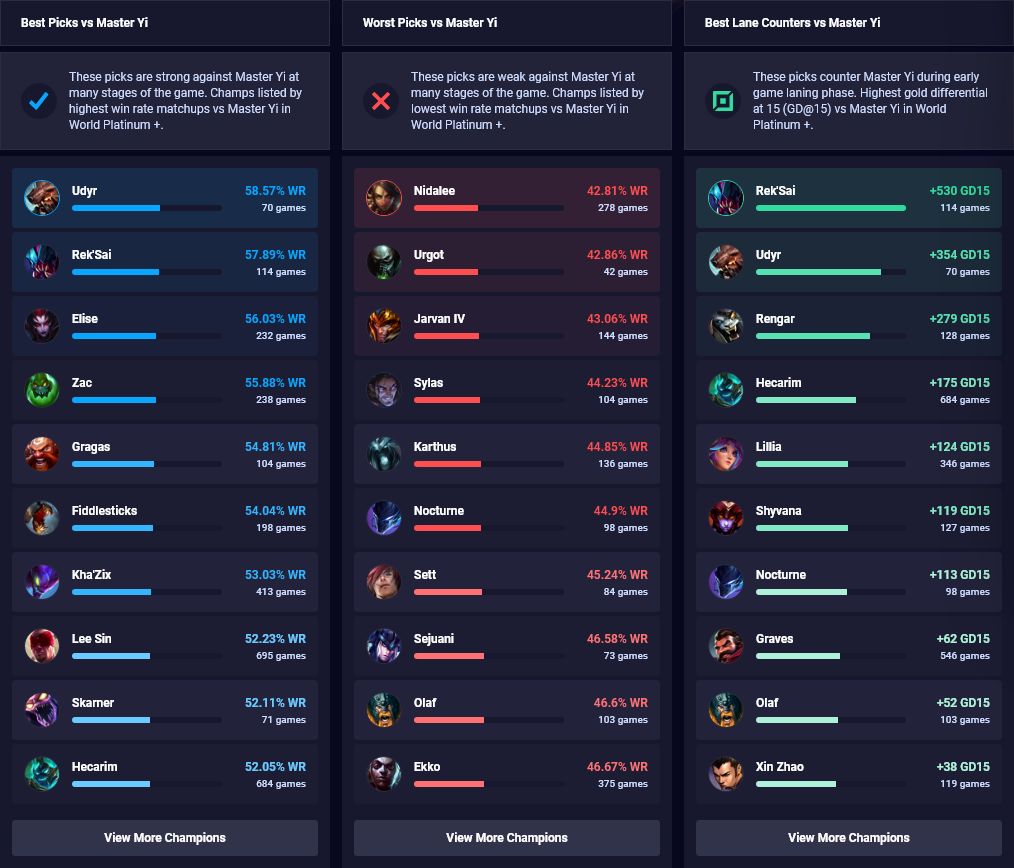 Best Picks vs Master Yi
These picks are strong against Master Yi at
many stages of the game. Champs listed by
highest win rate matchups vs Master Yi in
World Platinum +.
Udyr 58.57% WR
70 games
Rek'Sai 57.89% WR
114 games
Elise 56.03% WR
232 games
Zac 55.88% WR
238 games
Gragas 54.81% WR
104 games
Fiddlesticks 54.04% WR
198 games
Kha'Zix 53.03% WR
413 games
Lee Sin 52.23% WR
695 games
Skarner 52.11% WR
71 games
Hecarim 52.05% WR
684 games
View More Champions
Worst Picks vs Master Yi
These picks are weak against Master Yi at
many stages of the game. Champs listed by
lowest win rate matchups vs Master Yi in
World Platinum +.
Nidalee 42.81% WR
278 games
Urgot 42.86% WR
42 games
Jarvan IV 43.06% WR
144 games
Sylas 44.23% WR
104 games
Karthus 44.85% WR
136 games
Nocturne 44.9% WR
98 games
Sett 45.24% WR
84 games
Sejuani 46.58% WR
73 games
Olaf 46.6% WR
103 games
Ekko 46.67% WR
375 games
View More Champions
Best Lane Counters vs Master Yi
These picks counter Master Yi during early
game laning phase. Highest gold differential
at 15 (GD@15) vs Master Yi in World
Platinum +.
Rek'Sai +530 GD15
114 games
Udyr +354 GD15
70 games
Rengar +279 GD15
128 games
Hecarim +175 GD15
684 games
Lillia +124 GD15
346 games
Shyvana +119 GD15
127 games
Nocturne +113 GD15
98 games
Graves +62 GD15
546 games
Olaf +52 GD15
103 games
Xin Zhao +38 GD15
119 games
View More Champions